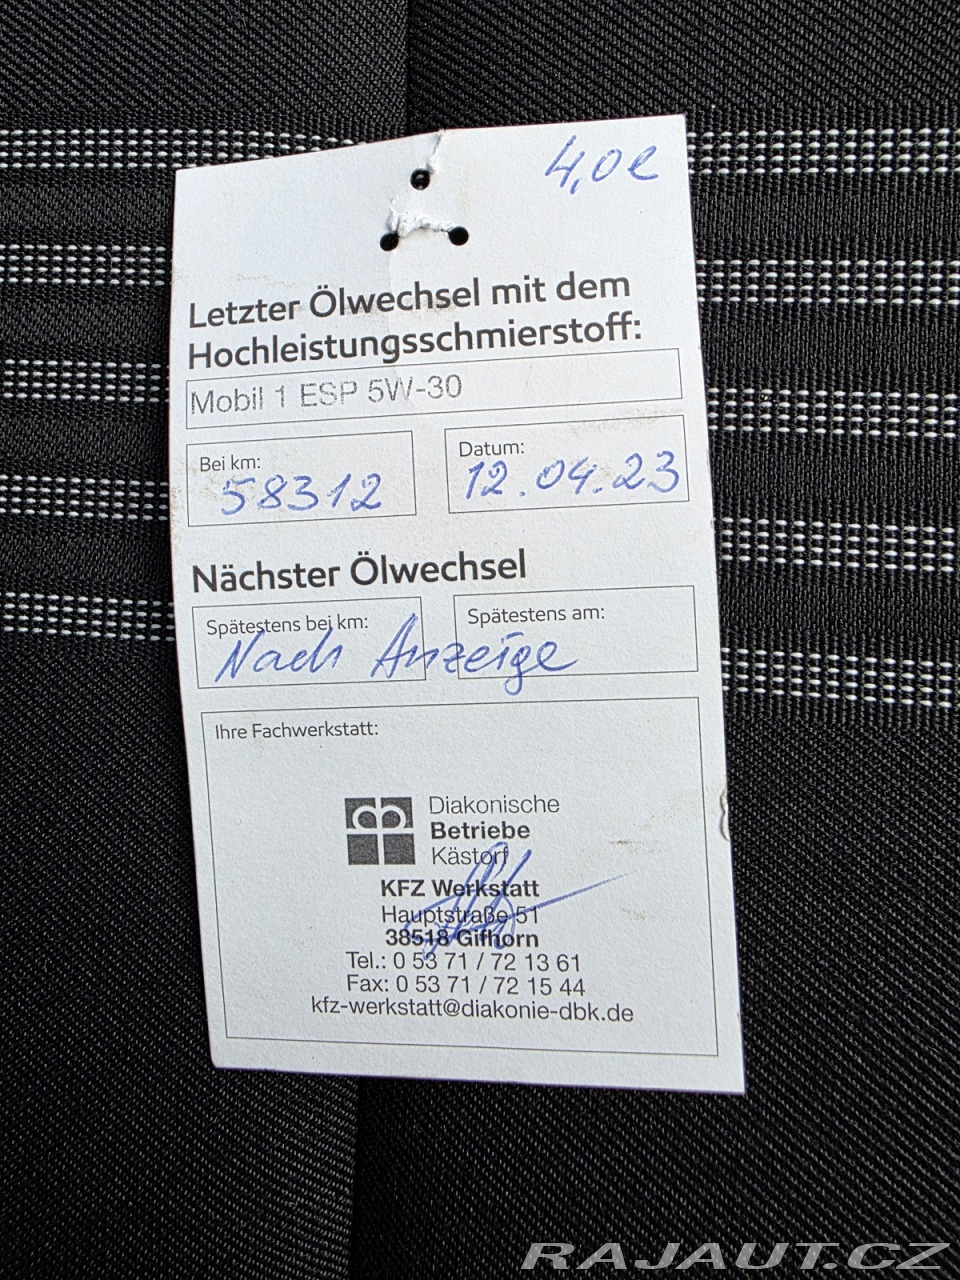 4,0l
Letzter Ölwechsel mit dem
Hochleistungsschmierstoff:
Mobil 1 ESP 5W-30
Bei km:
58312
Datum:
12.04.23
Nächster Ölwechsel
Spätestens bei km:
Spätestens am:
Nach Anzeige
Ihre Fachwerkstatt:
Diakonische
Betriebe
Kästorf
KFZ Werkstatt
Hauptstraße 51
38518 Gifhorn
Tel.: 0 53 71 / 72 13 61
Fax: 0 53 71 / 72 15 44
kfz-werkstatt@diakonie-dbk.de
RAJAUT.CZ